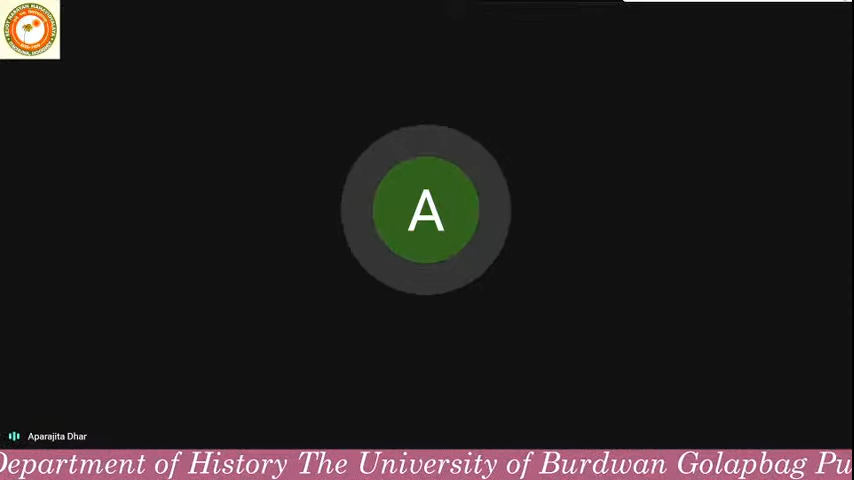 A
Aparajita Dhar
Department of History The University of Burdwan Golapbag Pu